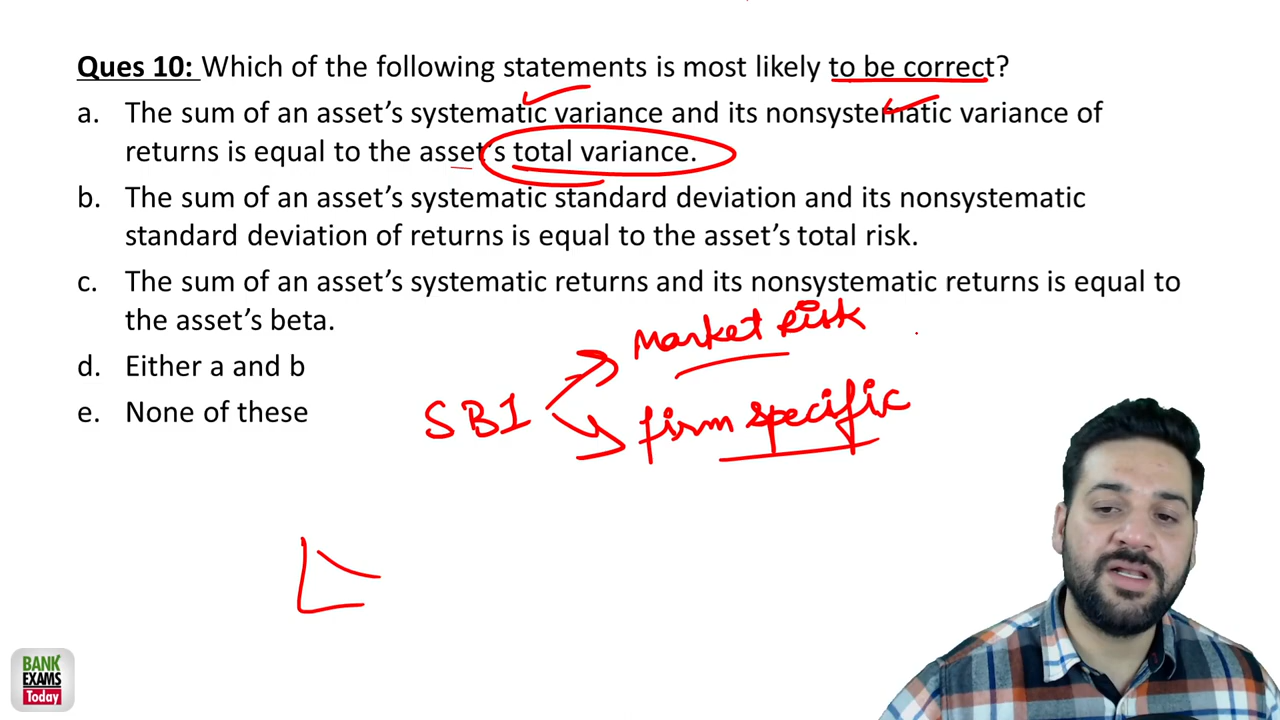 Ques 10: Which of the following statements is most likely to be correct?
a. The sum of an asset’s systematic variance and its nonsystematic variance of
returns is equal to the asset’s total variance.
b. The sum of an asset’s systematic standard deviation and its nonsystematic
standard deviation of returns is equal to the asset’s total risk.
c. The sum of an asset’s systematic returns and its nonsystematic returns is equal to
the asset’s beta.
d. Either a and b
e. None of these
Market Risk
SBI
firm specific
BANK
EXAMS
Today